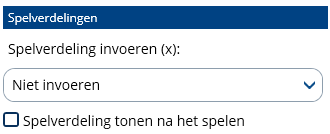 Spelverdelingen
Spelverdeling invoeren (x):
Niet invoeren
Spelverdeling tonen na het spelen